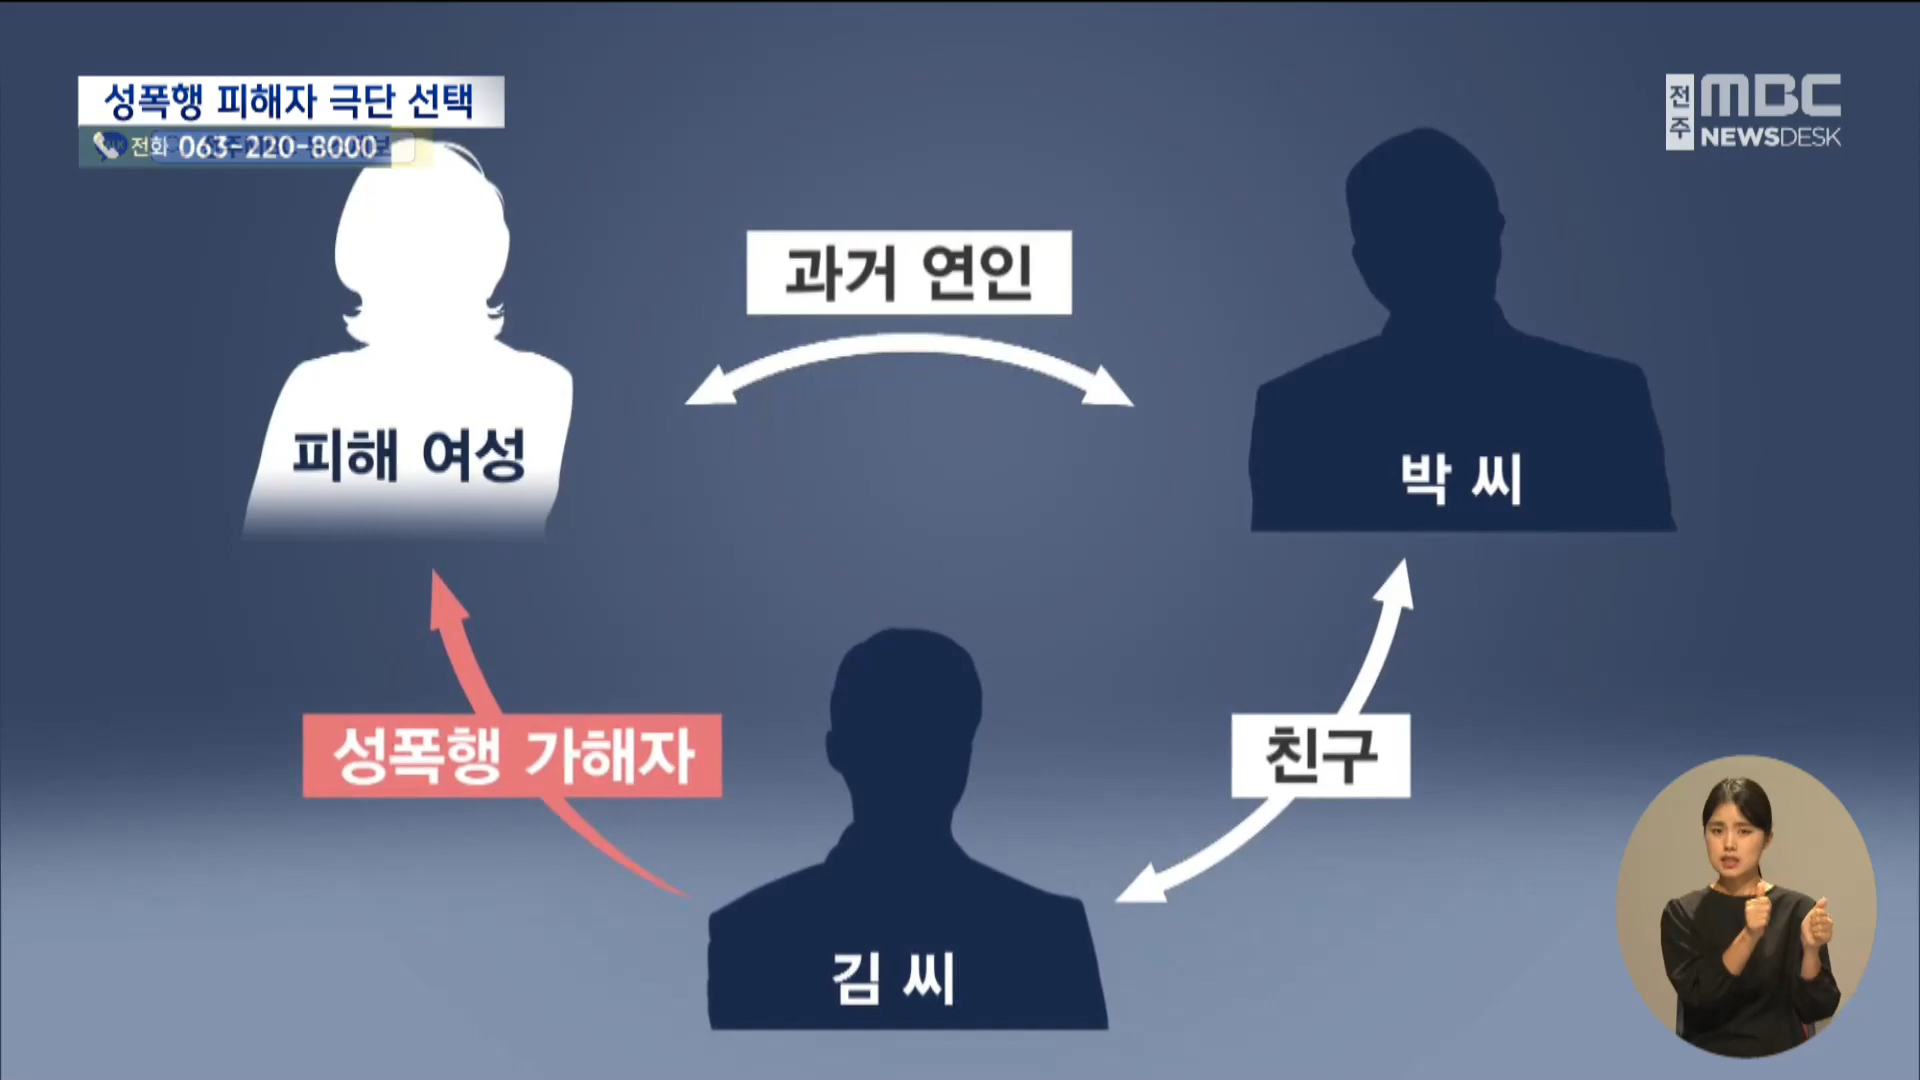 성폭행 피해자 극단 선택
전화 063-220-8000
전주 MBC
NEWSDESK
과거 연인
피해 여성
박 씨
성폭행 가해자
친구
김 씨